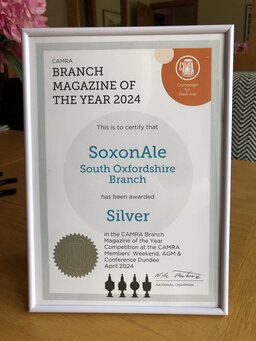 CAMRA
BRANCH
MAGAZINE OF
THE YEAR 2024
Campaign
for
Real Ale
This is to certify that
SoxonAle
South Oxfordshire
Branch
has been awarded
Silver
in the CAMRA Branch
Magazine of the Year
Competition at the CAMRA
Members' Weekend, AGM &
Conference Dundee
April 2024
NATIONAL CHAIRMAN